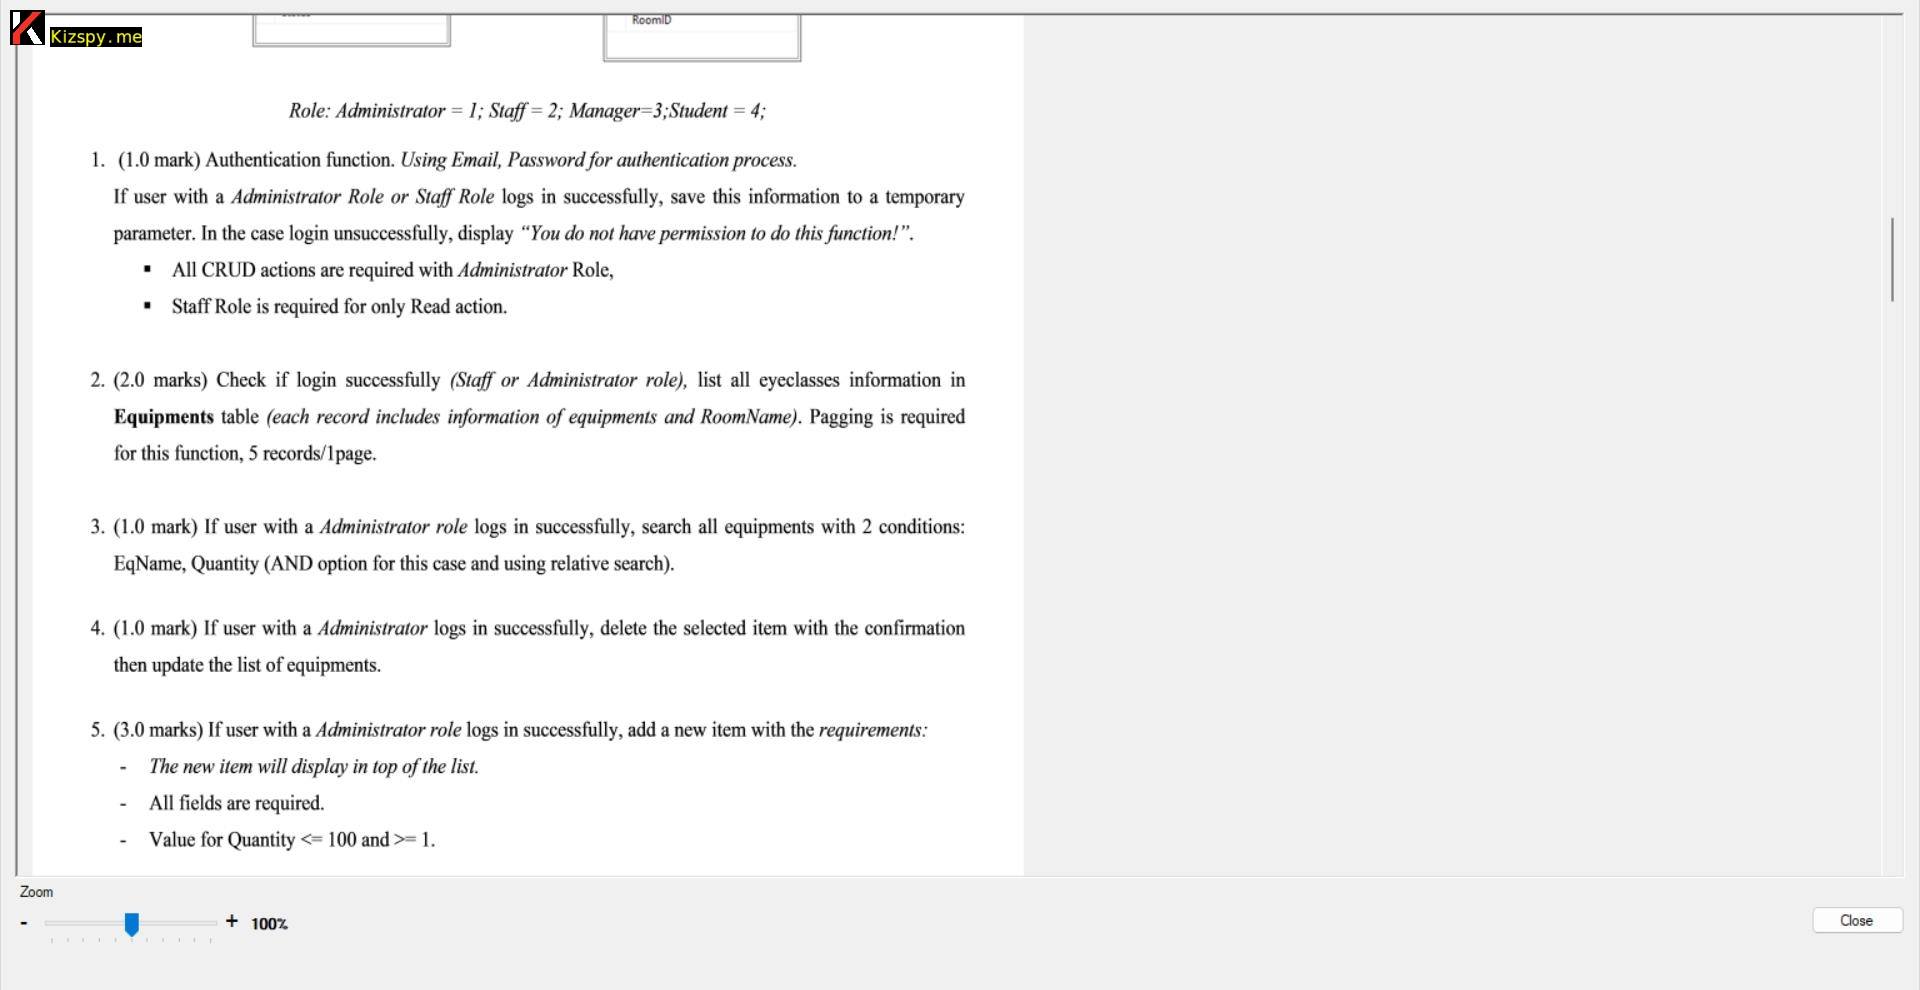 RoomID
Kizspy.me
Role: Administrator = 1; Staff = 2; Manager=3;Student = 4;
1. (1.0 mark) Authentication function. Using Email, Password for authentication process.
If user with a Administrator Role or Staff Role logs in successfully, save this information to a temporary
parameter. In the case login unsuccessfully, display “You do not have permission to do this function!”.
▪ All CRUD actions are required with Administrator Role,
▪ Staff Role is required for only Read action.
2. (2.0 marks) Check if login successfully (Staff or Administrator role), list all eyeclasses information in
Equipments table (each record includes information of equipments and RoomName). Pagging is required
for this function, 5 records/1page.
3. (1.0 mark) If user with a Administrator role logs in successfully, search all equipments with 2 conditions:
EqName, Quantity (AND option for this case and using relative search).
4. (1.0 mark) If user with a Administrator logs in successfully, delete the selected item with the confirmation
then update the list of equipments.
5. (3.0 marks) If user with a Administrator role logs in successfully, add a new item with the requirements:
- The new item will display in top of the list.
- All fields are required.
- Value for Quantity <= 100 and >= 1.
Zoom
- + 100%
Close